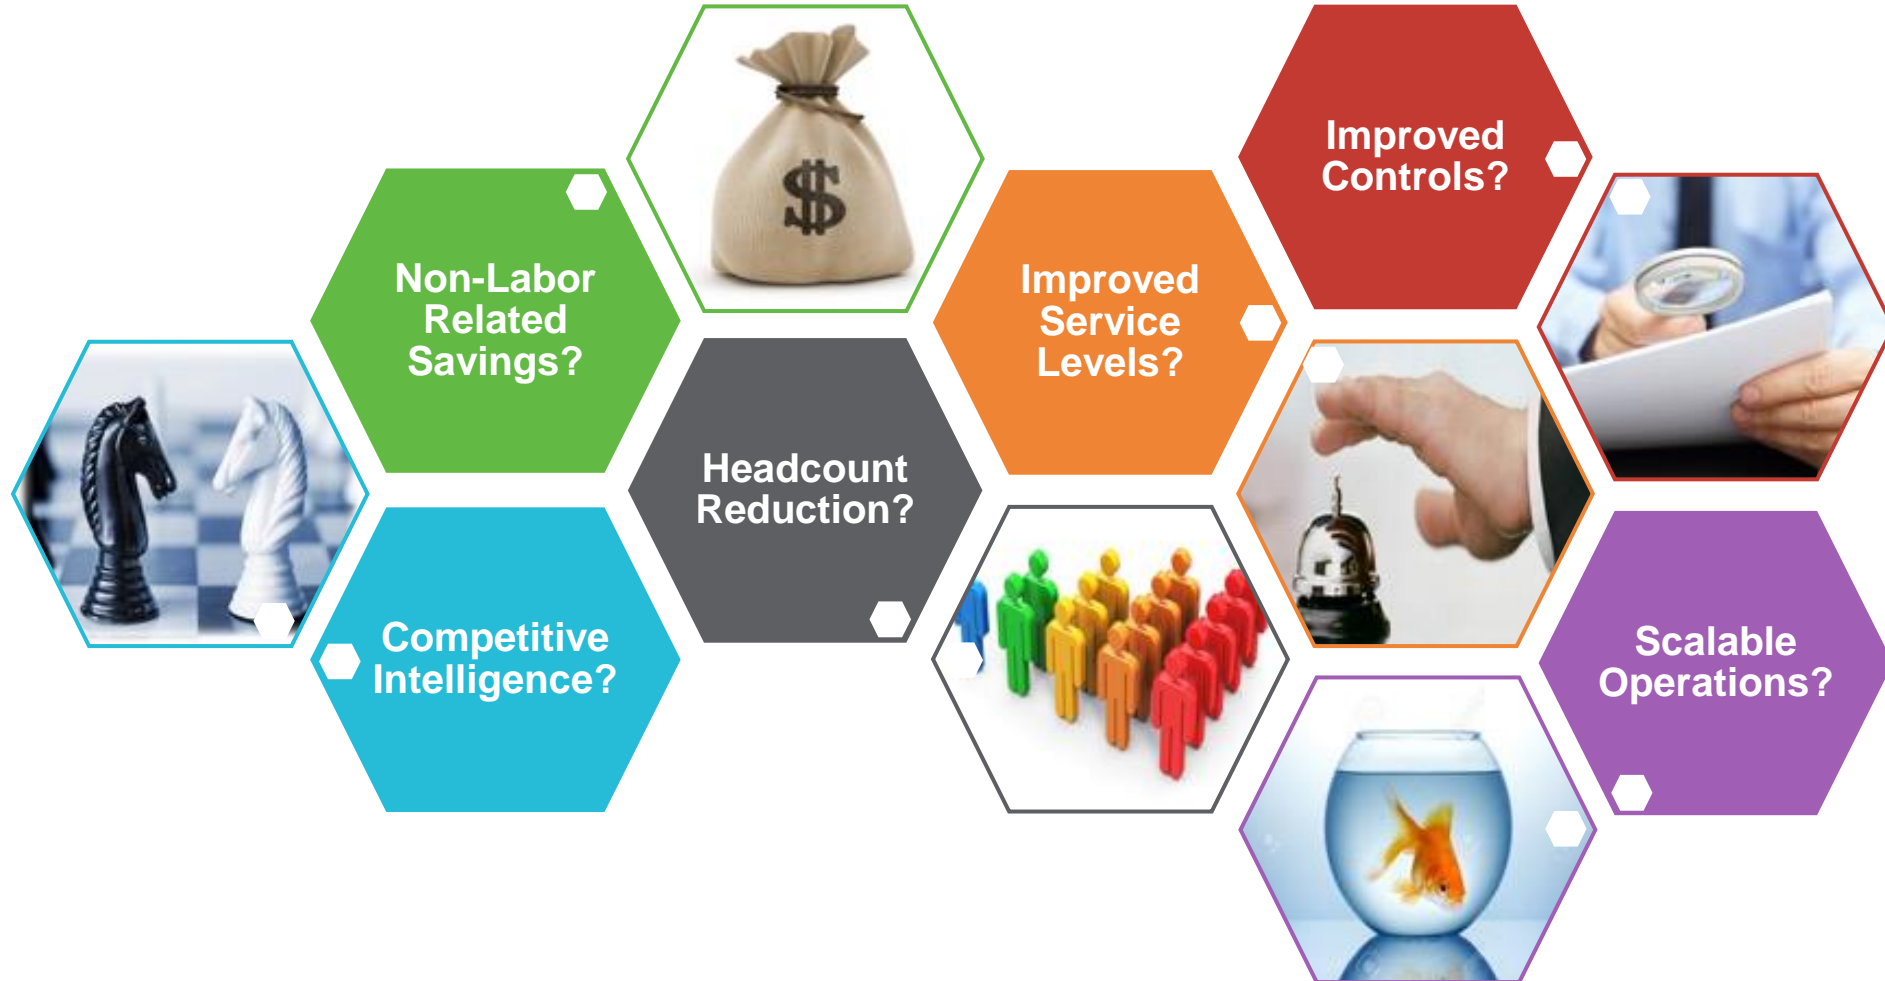 Non-Labor
Related
Savings?
Competitive
Intelligence?
$
Headcount
Reduction?
Improved
Service
Levels?
Improved
Controls?
Scalable
Operations?